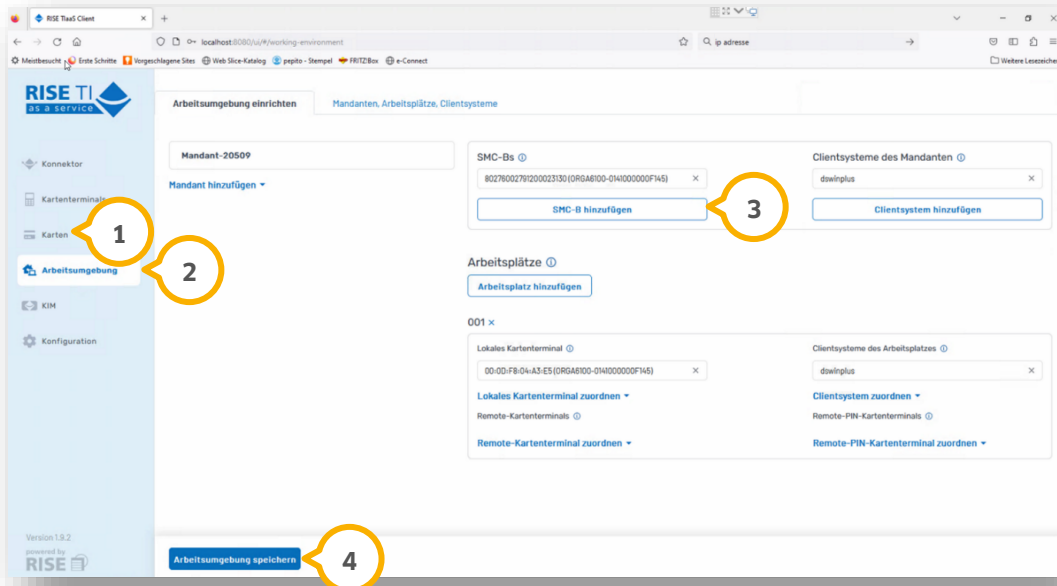 RISE TIaaS Client
localhost:8080/ui/#/working-environment
ip adresse
Meistbesucht
Erste Schritte
Vorgeschlagene Sites
Web Slice-Katalog
pepito - Stempel
FRITZ!Box
e-Connect
Weitere Lesezeichen
RISE TI
as a service
Arbeitsumgebung einrichten
Mandanten, Arbeitsplätze, Clientsysteme
Konnektor
Kartenterminals
Karten
1
Arbeitsumgebung
2
KIM
Konfiguration
Mandant-20509
Mandant hinzufügen
SMC-Bs
80276002791200023130 (ORGA6100-0141000000F145)
SMC-B hinzufügen
3
Clientsysteme des Mandanten
dswinplus
Clientsystem hinzufügen
Arbeitsplätze
Arbeitsplatz hinzufügen
001
Lokales Kartenterminal
00:0D:F8:04:A3:E5 (ORGA6100-0141000000F145)
Lokales Kartenterminal zuordnen
Remote-Kartenterminals
Remote-Kartenterminal zuordnen
Clientsysteme des Arbeitsplatzes
dswinplus
Clientsystem zuordnen
Remote-PIN-Kartenterminals
Remote-PIN-Kartenterminal zuordnen
Version 1.9.2
powered by
RISE
Arbeitsumgebung speichern
4